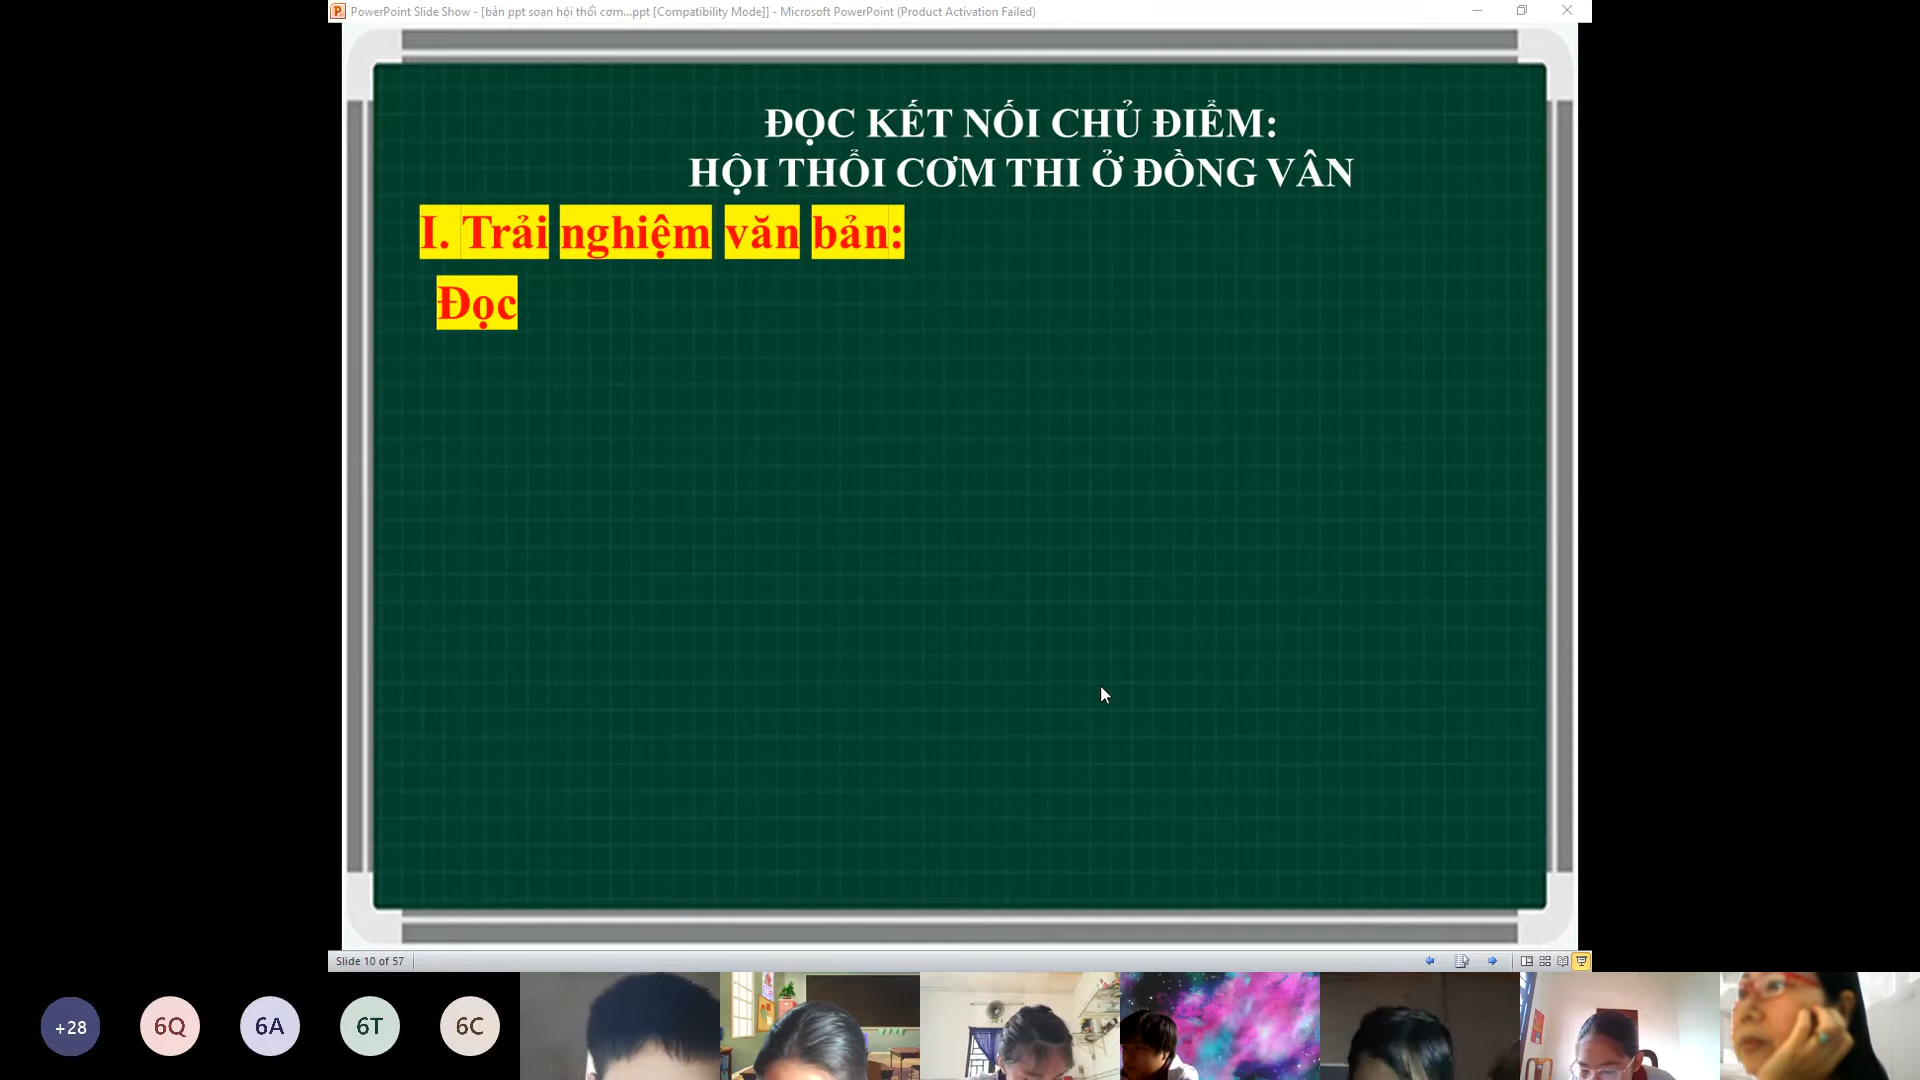 PowerPoint Slide Show - [bản ppt soạn hội thổi cơm...ppt [Compatibility Mode]] - Microsoft PowerPoint (Product Activation Failed)
ĐỌC KẾT NỐI CHỦ ĐIỂM:
HỘI THỔI CƠM THI Ở ĐỒNG VÂN
I. Trải nghiệm văn bản:
Đọc
Slide 10 of 57
+28
6Q
6A
6T
6C